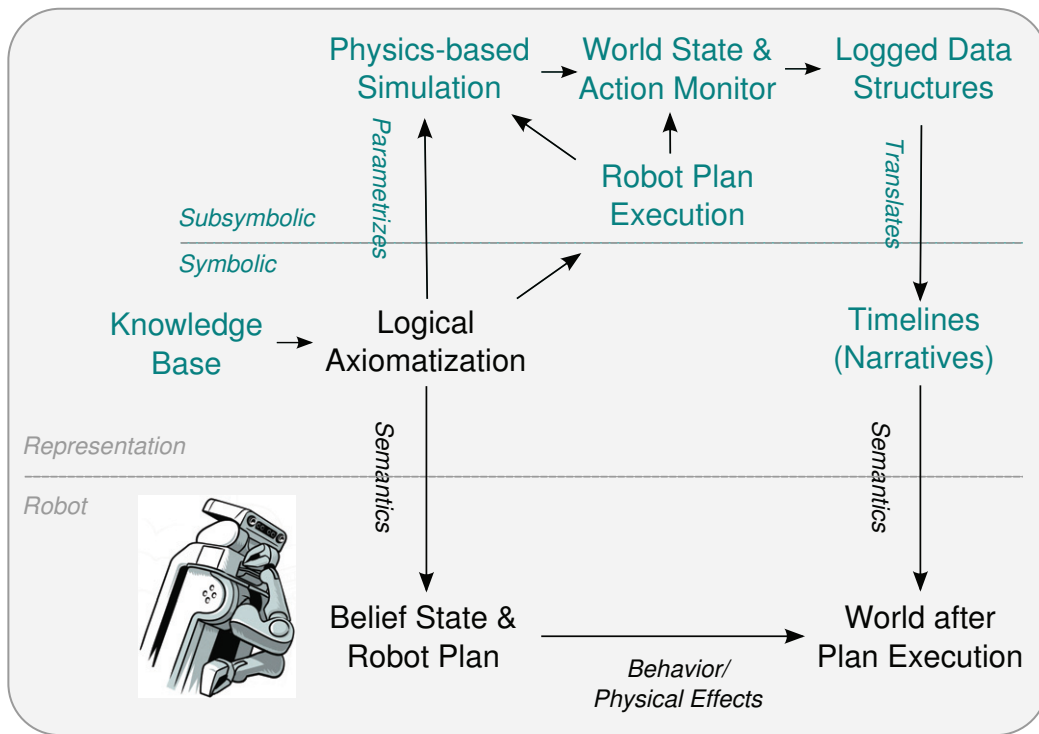 Physics-based
Simulation
World State &
Action Monitor
Logged Data
Structures
Parametrizes
Robot Plan
Execution
Translates
Subsymbolic
Symbolic
Knowledge
Base
Logical
Axiomatization
Timelines
(Narratives)
Representation
Semantics
Semantics
Robot
Belief State &
Robot Plan
World after
Plan Execution
Behavior/
Physical Effects